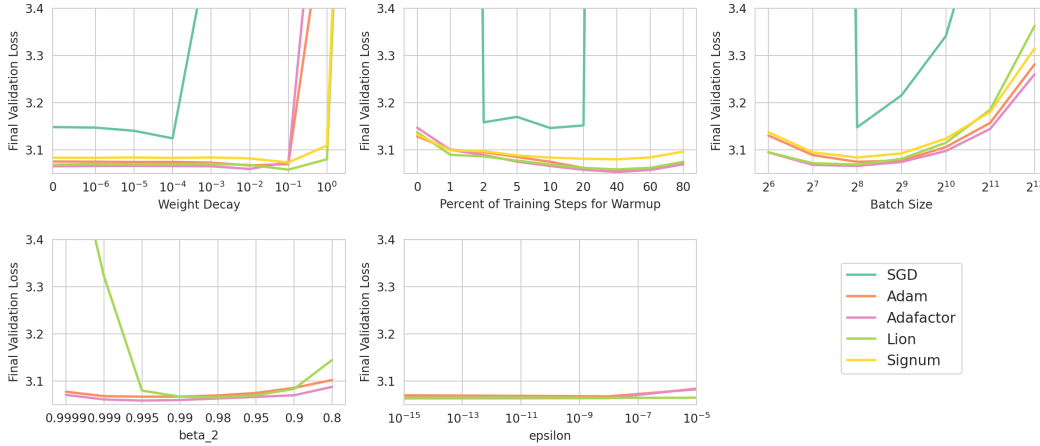 3.4 3.4 3.4
3.3 3.3 3.3
3.2 3.2 3.2
3.1 3.1 3.1
Final Validation Loss Final Validation Loss Final Validation Loss
0 10⁻⁶ 10⁻⁵ 10⁻⁴ 10⁻³ 10⁻² 10⁻¹ 10⁰ 0 1 2 5 10 20 40 60 80 2⁶ 2⁷ 2⁸ 2⁹ 2¹⁰ 2¹¹
Weight Decay Percent of Training Steps for Warmup Batch Size
3.4 3.4
3.3 3.3
3.2 3.2
3.1 3.1
Final Validation Loss Final Validation Loss
SGD
Adam
Adafactor
Lion
Signum
0.9999 0.999 0.995 0.99 0.98 0.95 0.9 0.8 10⁻¹⁵ 10⁻¹³ 10⁻¹¹ 10⁻⁹ 10⁻⁷ 10⁻⁵
beta_2 epsilon